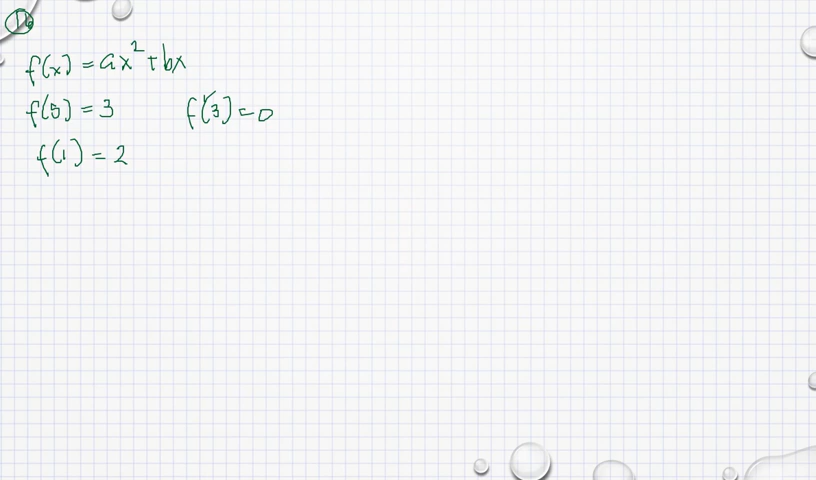 16
f(x) = ax² + bx
f(5) = 3 f(3) = 0
f(1) = 2